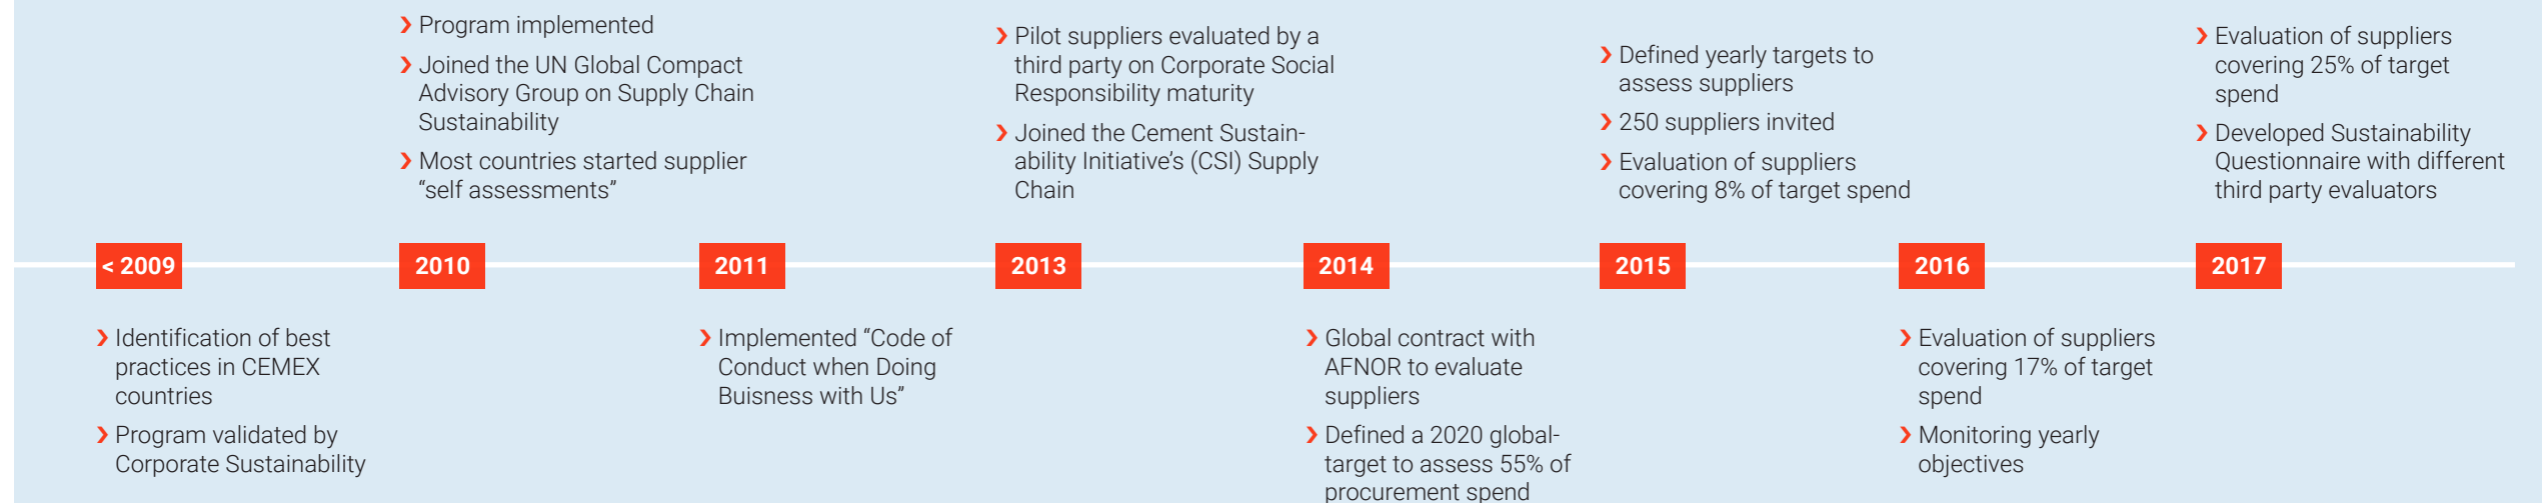 › Program implemented
› Joined the UN Global Compact
Advisory Group on Supply Chain
Sustainability
› Most countries started supplier
“self assessments”
› Pilot suppliers evaluated by a
third party on Corporate Social
Responsibility maturity
› Joined the Cement Sustain-
ability Initiative’s (CSI) Supply
Chain
› Defined yearly targets to
assess suppliers
› 250 suppliers invited
› Evaluation of suppliers
covering 8% of target spend
› Evaluation of suppliers
covering 25% of target
spend
› Developed Sustainability
Questionnaire with different
third party evaluators
< 2009
2010
2011
2013
2014
2015
2016
2017
› Identification of best
practices in CEMEX
countries
› Program validated by
Corporate Sustainability
› Implemented “Code of
Conduct when Doing
Buisness with Us”
› Global contract with
AFNOR to evaluate
suppliers
› Defined a 2020 global-
target to assess 55% of
procurement spend
› Evaluation of suppliers
covering 17% of target
spend
› Monitoring yearly
objectives